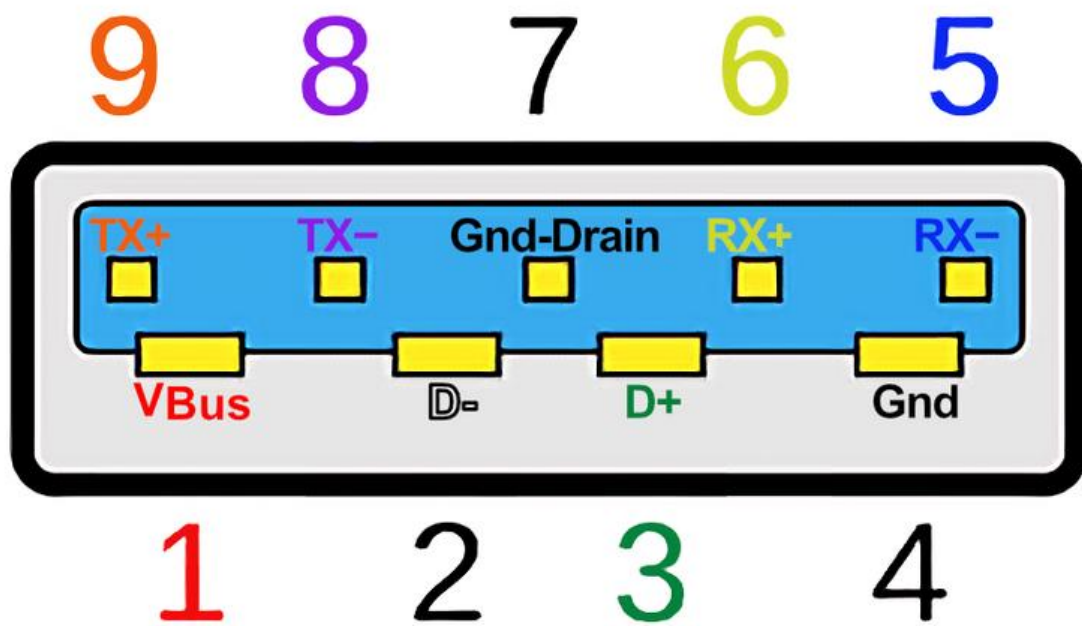 9 8 7 6 5
TX+ TX− Gnd-Drain RX+ RX−
VBus D- D+ Gnd
1 2 3 4